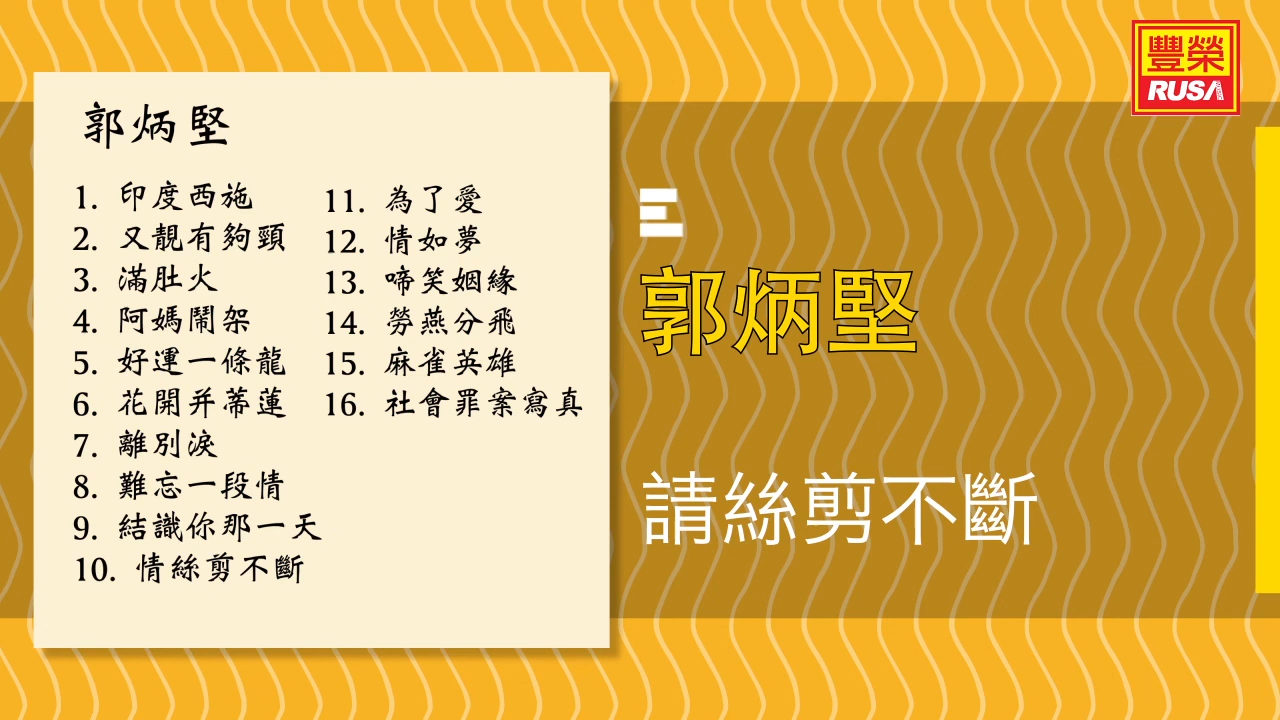 郭炳堅
1. 印度西施
2. 又靚有夠頸
3. 滿肚火
4. 阿媽鬧架
5. 好運一條龍
6. 花開并蒂蓮
7. 離別淚
8. 難忘一段情
9. 結識你那一天
10. 情絲剪不斷
11. 為了愛
12. 情如夢
13. 啼笑姻緣
14. 勞燕分飛
15. 麻雀英雄
16. 社會罪案寫真
豐榮
RUSA
郭炳堅
請絲剪不斷